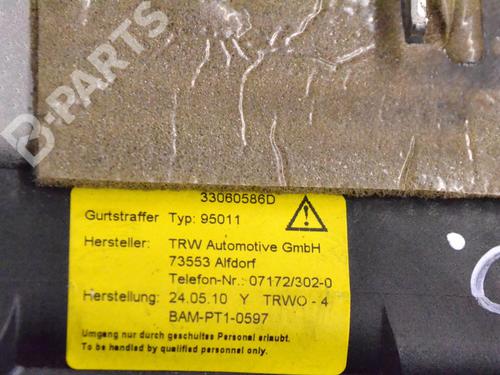 B-PARTS
33060586D
Gurtstraffer Typ: 95011
Hersteller: TRW Automotive GmbH
73553 Alfdorf
Telefon-Nr.: 07172/302-0
Herstellung: 24.05.10 Y TRWO - 4
BAM-PT1-0597
Umgang nur durch geschultes Personal erlaubt.
To be handled by qualified personnel only.